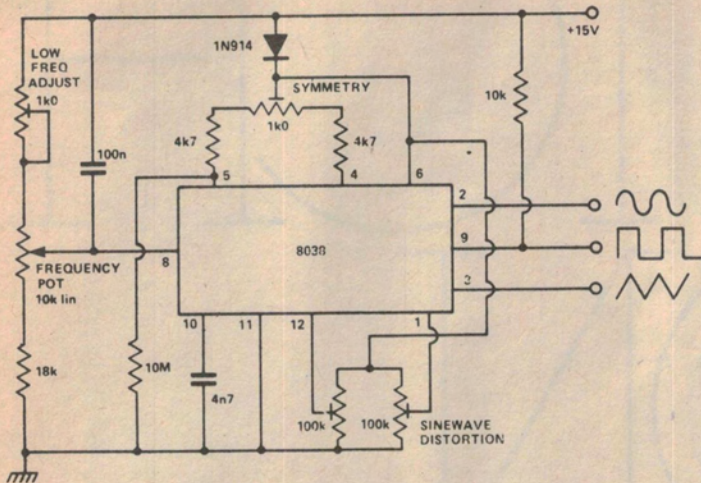 +15V
LOW
FREQ
ADJUST
1k0
1N914
SYMMETRY
1k0
10k
4k7
4k7
100n
5
4
6
2
8038
9
8
3
FREQUENCY
POT
10k lin
10
11
12
1
18k
10M
4n7
100k
100k
SINEWAVE
DISTORTION